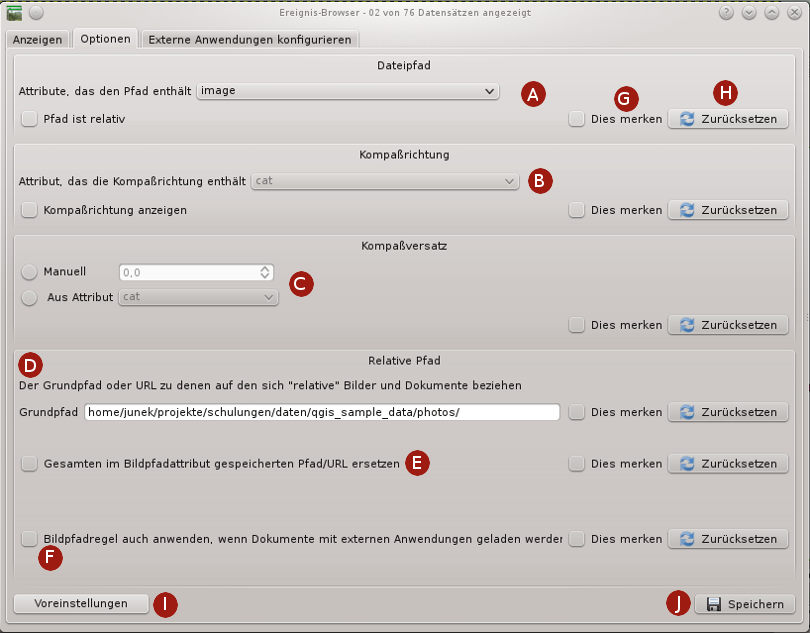 Ereignis-Browser - 02 von 76 Datensätzen angezeigt
Anzeigen Optionen Externe Anwendungen konfigurieren
Dateipfad
Attribute, das den Pfad enthält image A G H
Pfad ist relativ Dies merken Zurücksetzen
Kompaßrichtung
Attribut, das die Kompaßrichtung enthält cat B
Kompaßrichtung anzeigen Dies merken Zurücksetzen
Kompaßversatz
Manuell 0,0 C
Aus Attribut cat
Dies merken Zurücksetzen
Relative Pfad
D
Der Grundpfad oder URL zu denen auf den sich "relative" Bilder und Dokumente beziehen
Grundpfad home/junek/projekte/schulungen/daten/qgis_sample_data/photos/ Dies merken Zurücksetzen
Gesamten im Bildpfadattribut gespeicherten Pfad/URL ersetzen E Dies merken Zurücksetzen
Bildpfadregel auch anwenden, wenn Dokumente mit externen Anwendungen geladen werder Dies merken Zurücksetzen
F
Voreinstellungen I J Speichern